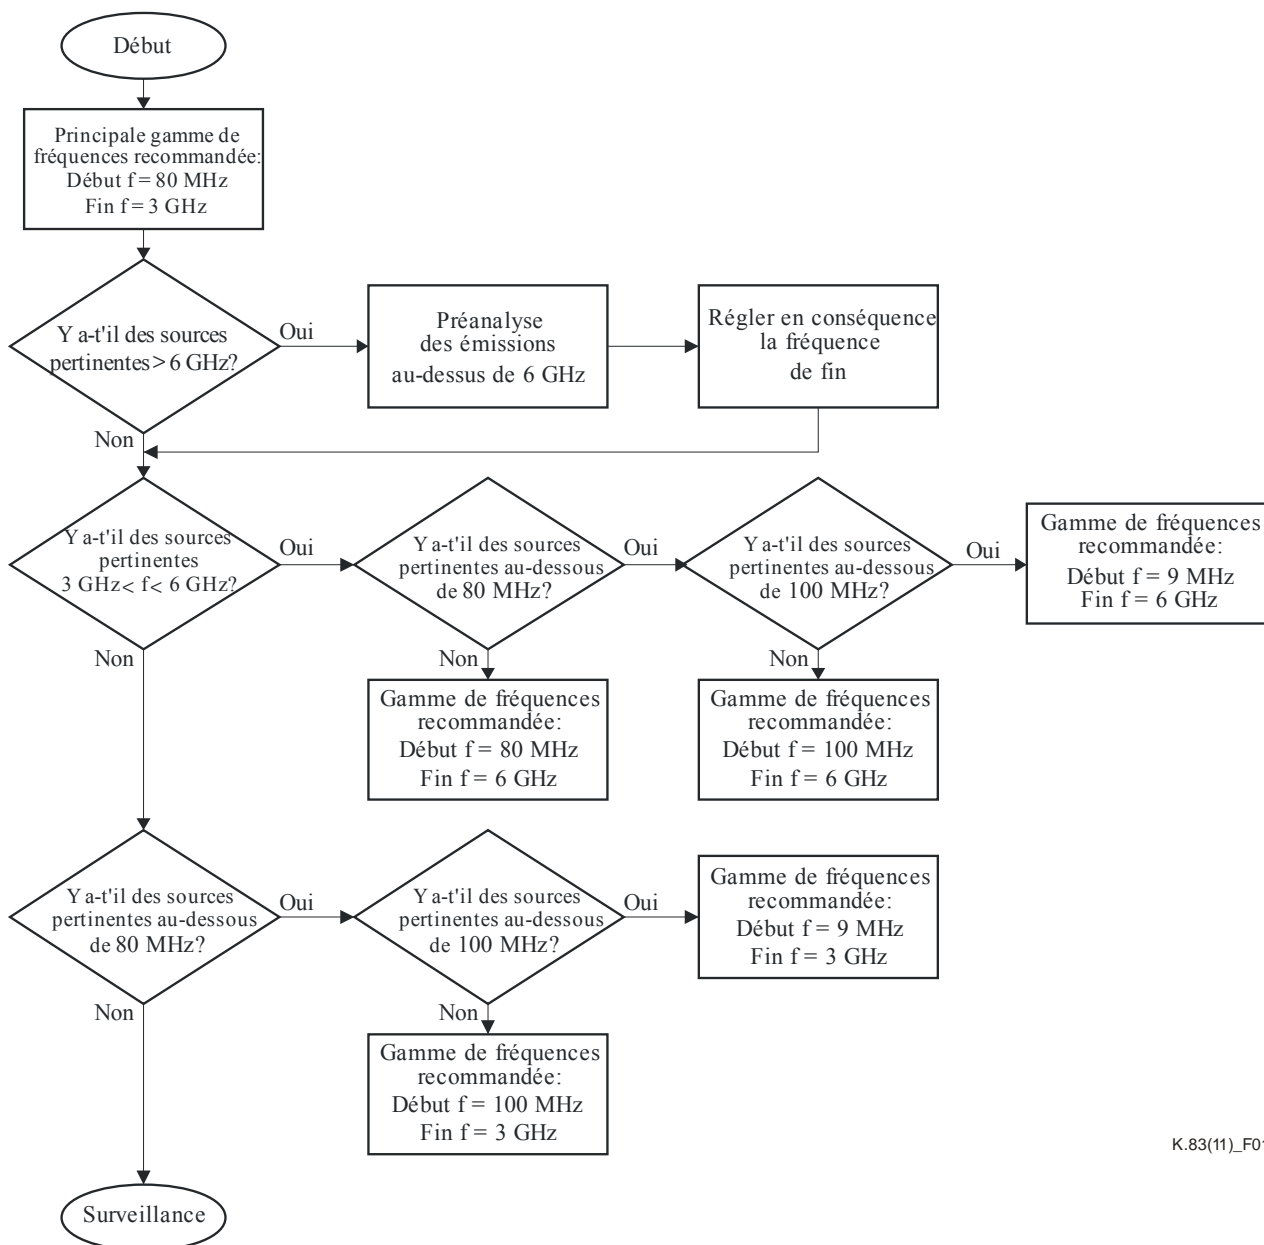 Début
Principale gamme de
fréquences recommandée:
Début f = 80 MHz
Fin f = 3 GHz
Y a-t'il des sources
pertinentes > 6 GHz?
Oui
Préanalyse
des émissions
au-dessus de 6 GHz
Régler en conséquence
la fréquence
de fin
Non
Y a-t'il des sources
pertinentes
3 GHz< f< 6 GHz?
Oui
Y a-t'il des sources
pertinentes au-dessous
de 80 MHz?
Oui
Y a-t'il des sources
pertinentes au-dessous
de 100 MHz?
Oui
Gamme de fréquences
recommandée:
Début f = 9 MHz
Fin f = 6 GHz
Non
Non
Gamme de fréquences
recommandée:
Début f = 80 MHz
Fin f = 6 GHz
Non
Gamme de fréquences
recommandée:
Début f = 100 MHz
Fin f = 6 GHz
Y a-t'il des sources
pertinentes au-dessous
de 80 MHz?
Oui
Y a-t'il des sources
pertinentes au-dessous
de 100 MHz?
Oui
Gamme de fréquences
recommandée:
Début f = 9 MHz
Fin f = 3 GHz
Non
Non
Gamme de fréquences
recommandée:
Début f = 100 MHz
Fin f = 3 GHz
K.83(11)_F01
Surveillance